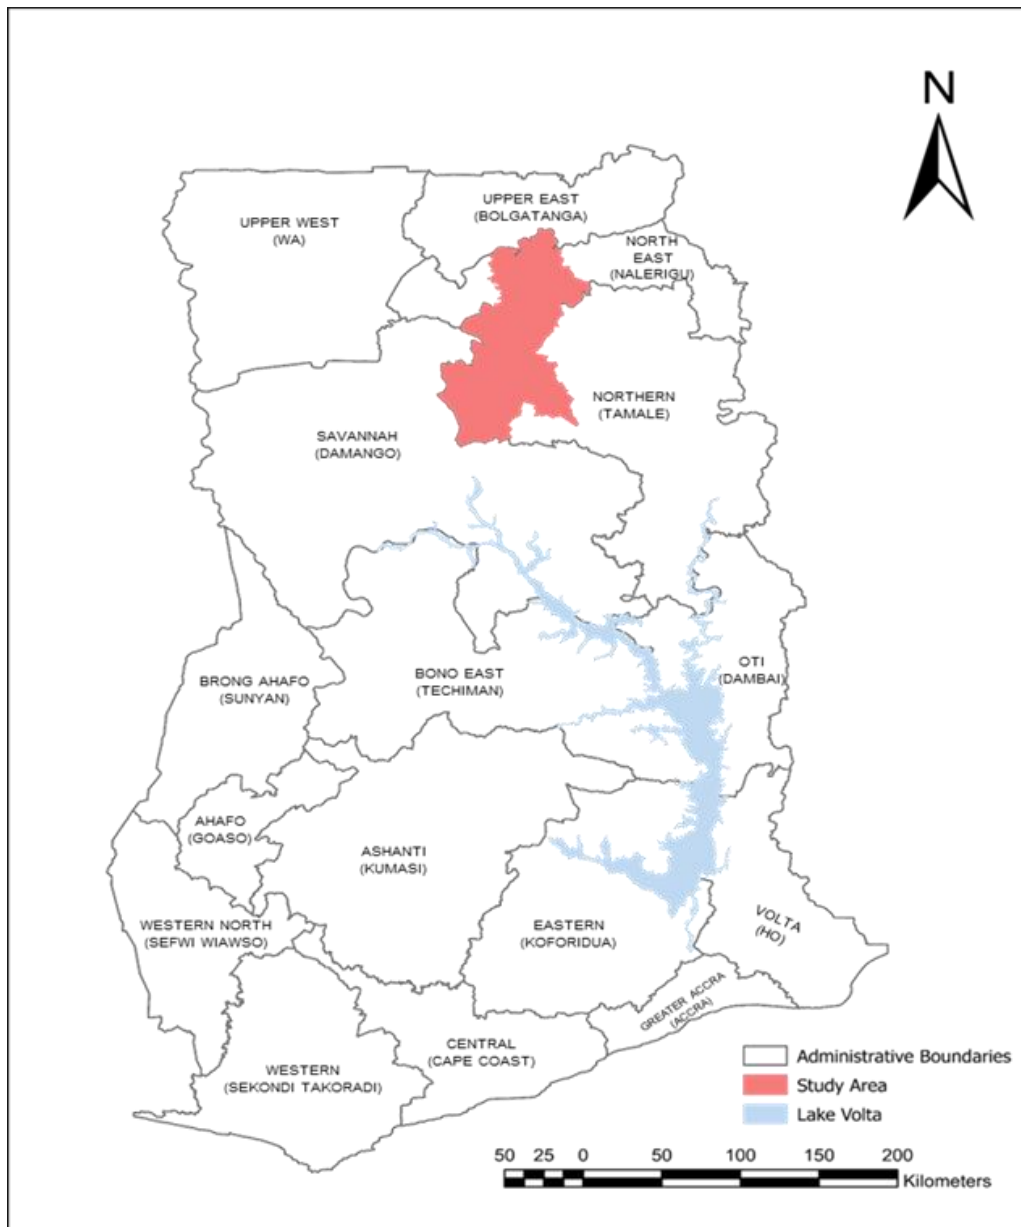 N
UPPER EAST
(BOLGATANGA)
UPPER WEST
(WA)
NORTH
EAST
(NALERIGU)
NORTHERN
(TAMALE)
SAVANNAH
(DAMANGO)
OTI
(DAMBAI)
BONO EAST
(TECHIMAN)
BRONG AHAFO
(SUNYAN)
AHAFO
(GOASO)
ASHANTI
(KUMASI)
WESTERN NORTH
(SEFWI WIAWSO)
EASTERN
(KOFORIDUA)
VOLTA
(HO)
GREATER ACCRA
(ACCRA)
CENTRAL
(CAPE COAST)
WESTERN
(SEKONDI TAKORADI)
Administrative Boundaries
Study Area
Lake Volta
50 25 0 50 100 150 200
Kilometers